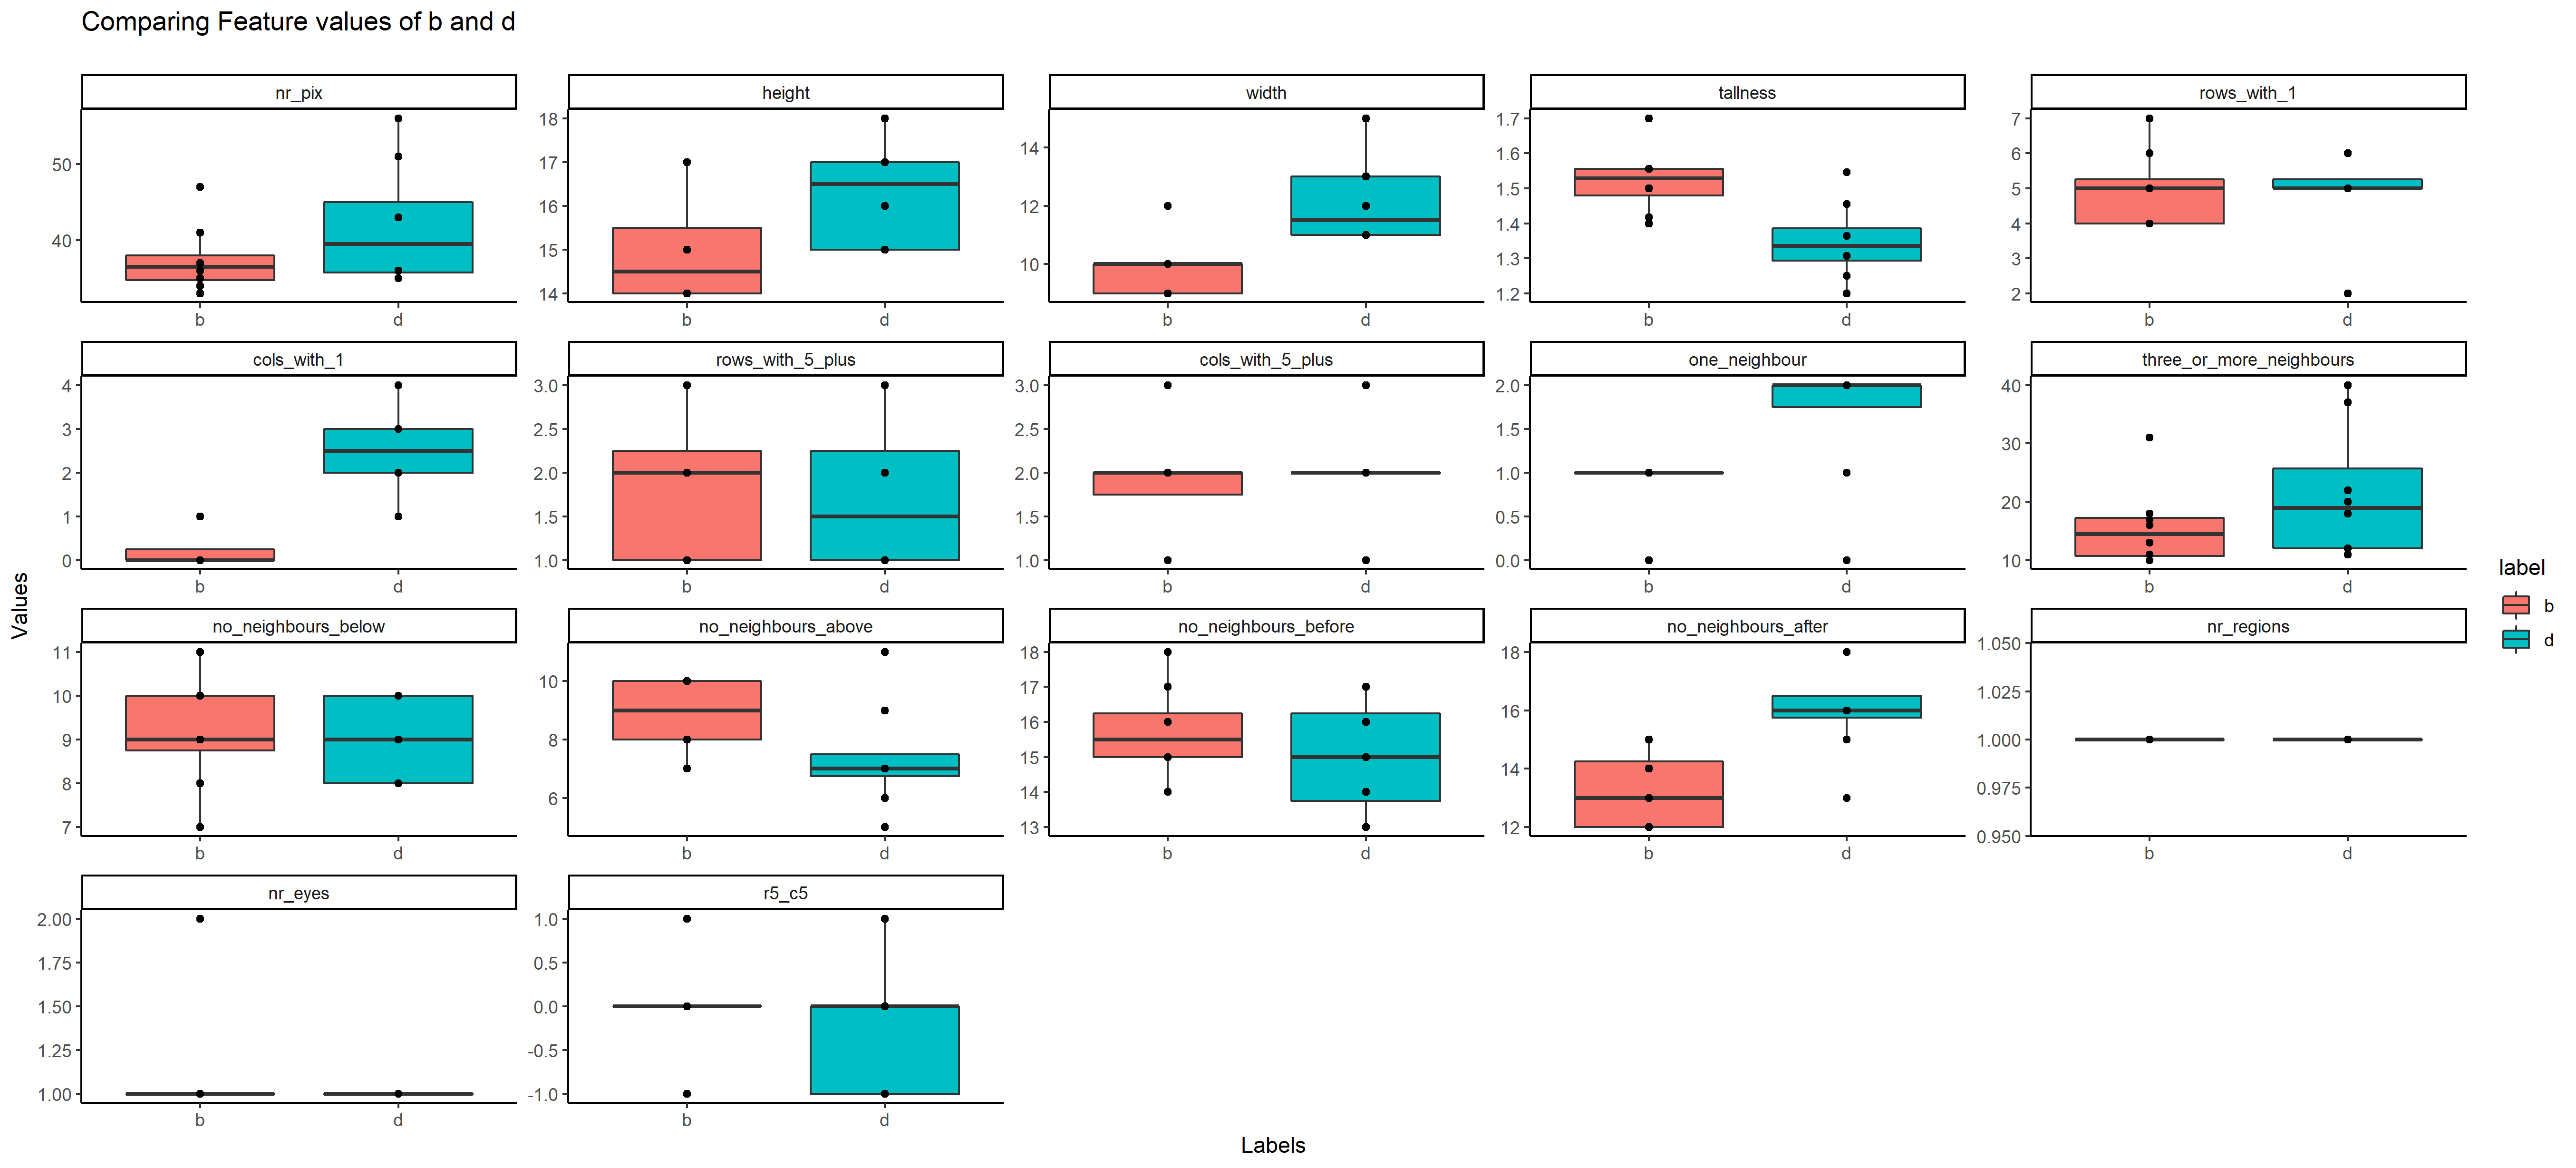 Comparing Feature values of b and d
nr_pix height width tallness rows_with_1
50 40
18 17 16 15 14
14 12 10
1.7 1.6 1.5 1.4 1.3 1.2
7 6 5 4 3 2
b d b d b d b d b d
cols_with_1 rows_with_5_plus cols_with_5_plus one_neighbour three_or_more_neighbours
4 3 2 1 0
3.0 2.5 2.0 1.5 1.0
3.0 2.5 2.0 1.5 1.0
2.0 1.5 1.0 0.5 0.0
40 30 20 10
b d b d b d b d b d
no_neighbours_below no_neighbours_above no_neighbours_before no_neighbours_after nr_regions
11 10 9 8 7
10 8 6
18 17 16 15 14 13
18 16 14 12
1.050 1.025 1.000 0.975 0.950
b d b d b d b d b d
nr_eyes r5_c5
2.00 1.75 1.50 1.25 1.00
1.0 0.5 0.0 -0.5 -1.0
b d b d
Values
Labels
label
b
d